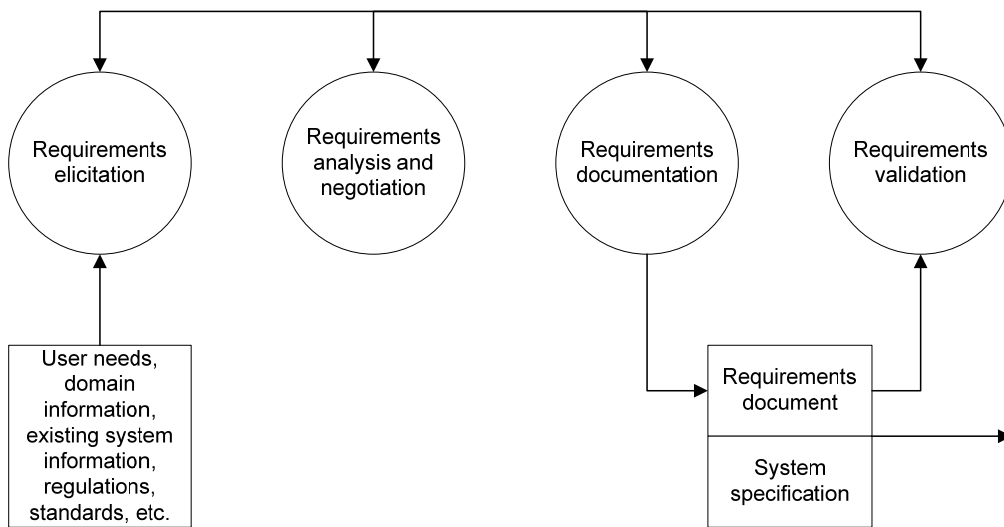 Requirements
elicitation
Requirements
analysis and
negotiation
Requirements
documentation
Requirements
validation
User needs,
domain
information,
existing system
information,
regulations,
standards, etc.
Requirements
document
System
specification